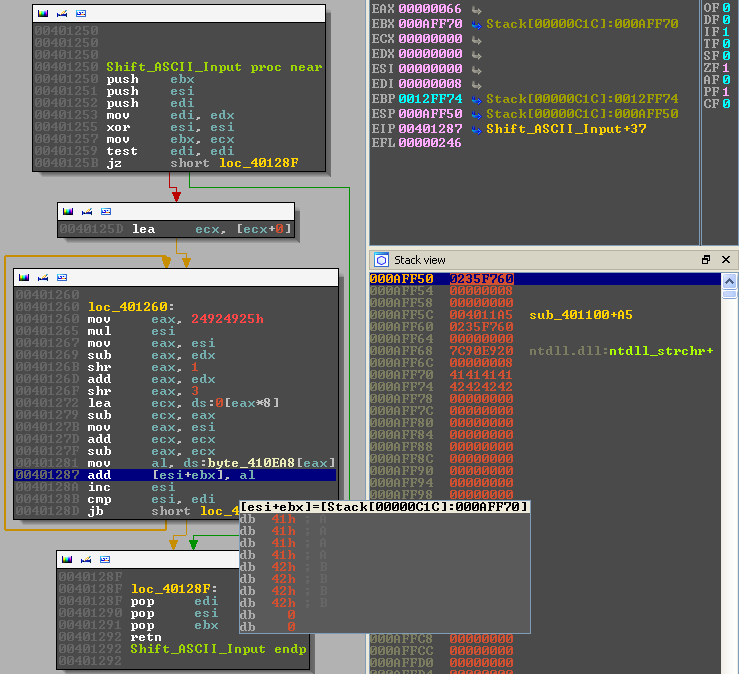 00401250
00401250
00401250
00401250 Shift_ASCII_Input proc near
00401250 push ebx
00401251 push esi
00401252 push edi
00401253 mov edi, edx
00401255 xor esi, esi
00401257 mov ebx, ecx
00401259 test edi, edi
0040125B jz short loc_40128F
0040125D lea ecx, [ecx+0]
00401260
00401260 loc_401260:
00401260 mov eax, 24924925h
00401265 mul esi
00401267 mov eax, esi
00401269 sub eax, edx
0040126B shr eax, 1
0040126D add eax, edx
0040126F shr eax, 3
00401272 lea ecx, ds:0[eax*8]
00401279 sub ecx, eax
0040127B mov eax, esi
0040127D add ecx, ecx
0040127F sub eax, ecx
00401281 mov al, ds:byte_410EA8[eax]
00401287 add [esi+ebx], al
0040128A inc esi
0040128B cmp esi, edi
0040128D jb short loc_4
0040128F
0040128F loc_40128F:
0040128F pop edi
00401290 pop esi
00401291 pop ebx
00401292 retn
00401292 Shift_ASCII_Input endp
00401292
[esi+ebx]=[Stack[00000C1C]:000AFF70]
db 41h ; A
db 41h ; A
db 41h ; A
db 41h ; A
db 42h ; B
db 42h ; B
db 42h ; B
db 42h ; B
db 0
db 0
EAX 00000066
EBX 000AFF70 Stack[00000C1C]:000AFF70
ECX 00000000
EDX 00000000
ESI 00000000
EDI 00000008
EBP 0012FF74 Stack[00000C1C]:0012FF74
ESP 000AFF50 Stack[00000C1C]:000AFF50
EIP 00401287 Shift_ASCII_Input+37
EFL 00000246
OF 0
DF 0
IF 1
TF 0
SF 0
ZF 1
AF 0
PF 1
CF 0
Stack view
000AFF50 0235F760
000AFF54 00000008
000AFF58 00000000
000AFF5C 004011A5 sub_401100+A5
000AFF60 0235F760
000AFF64 00000000
000AFF68 7C90E920 ntdll.dll:ntdll_strchr+
000AFF6C 00000008
000AFF70 41414141
000AFF74 42424242
000AFF78 00000000
000AFF7C 00000000
000AFF80 00000000
000AFF84 00000000
000AFF88 00000000
000AFF8C 00000000
000AFF90 00000000
000AFF94 00000000
000AFF98 00000000
000AFFC8 00000000
000AFFCC 00000000
000AFFD0 00000000
000AFFD4 00000000